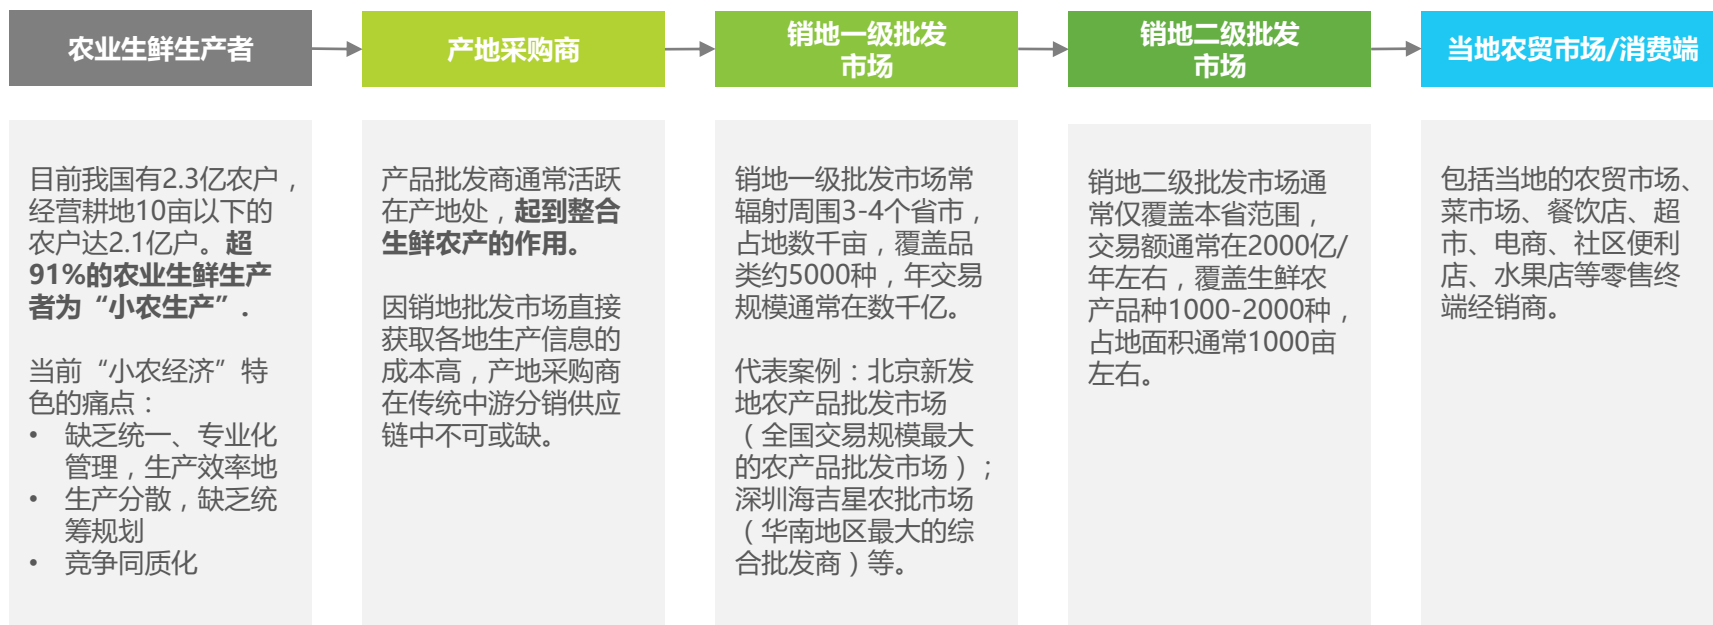 农业生鲜生产者
产地采购商
销地一级批发
市场
销地二级批发
市场
当地农贸市场/消费端
目前我国有2.3亿农户，
经营耕地10亩以下的
农户达2.1亿户。超
91%的农业生鲜生产
者为“小农生产”.
当前“小农经济”特
色的痛点：
• 缺乏统一、专业化
管理，生产效率地
• 生产分散，缺乏统
筹规划
• 竞争同质化
产品批发商通常活跃
在产地处，起到整合
生鲜农产的作用。
因销地批发市场直接
获取各地生产信息的
成本高，产地采购商
在传统中游分销供应
链中不可或缺。
销地一级批发市场常
辐射周围3-4个省市，
占地数千亩，覆盖品
类约5000种，年交易
规模通常在数千亿。
代表案例：北京新发
地农产品批发市场
（全国交易规模最大
的农产品批发市场）；
深圳海吉星农批市场
（华南地区最大的综
合批发商）等。
销地二级批发市场通
常仅覆盖本省范围，
交易额通常在2000亿/
年左右，覆盖生鲜农
产品种1000-2000种，
占地面积通常1000亩
左右。
包括当地的农贸市场、
菜市场、餐饮店、超
市、电商、社区便利
店、水果店等零售终
端经销商。